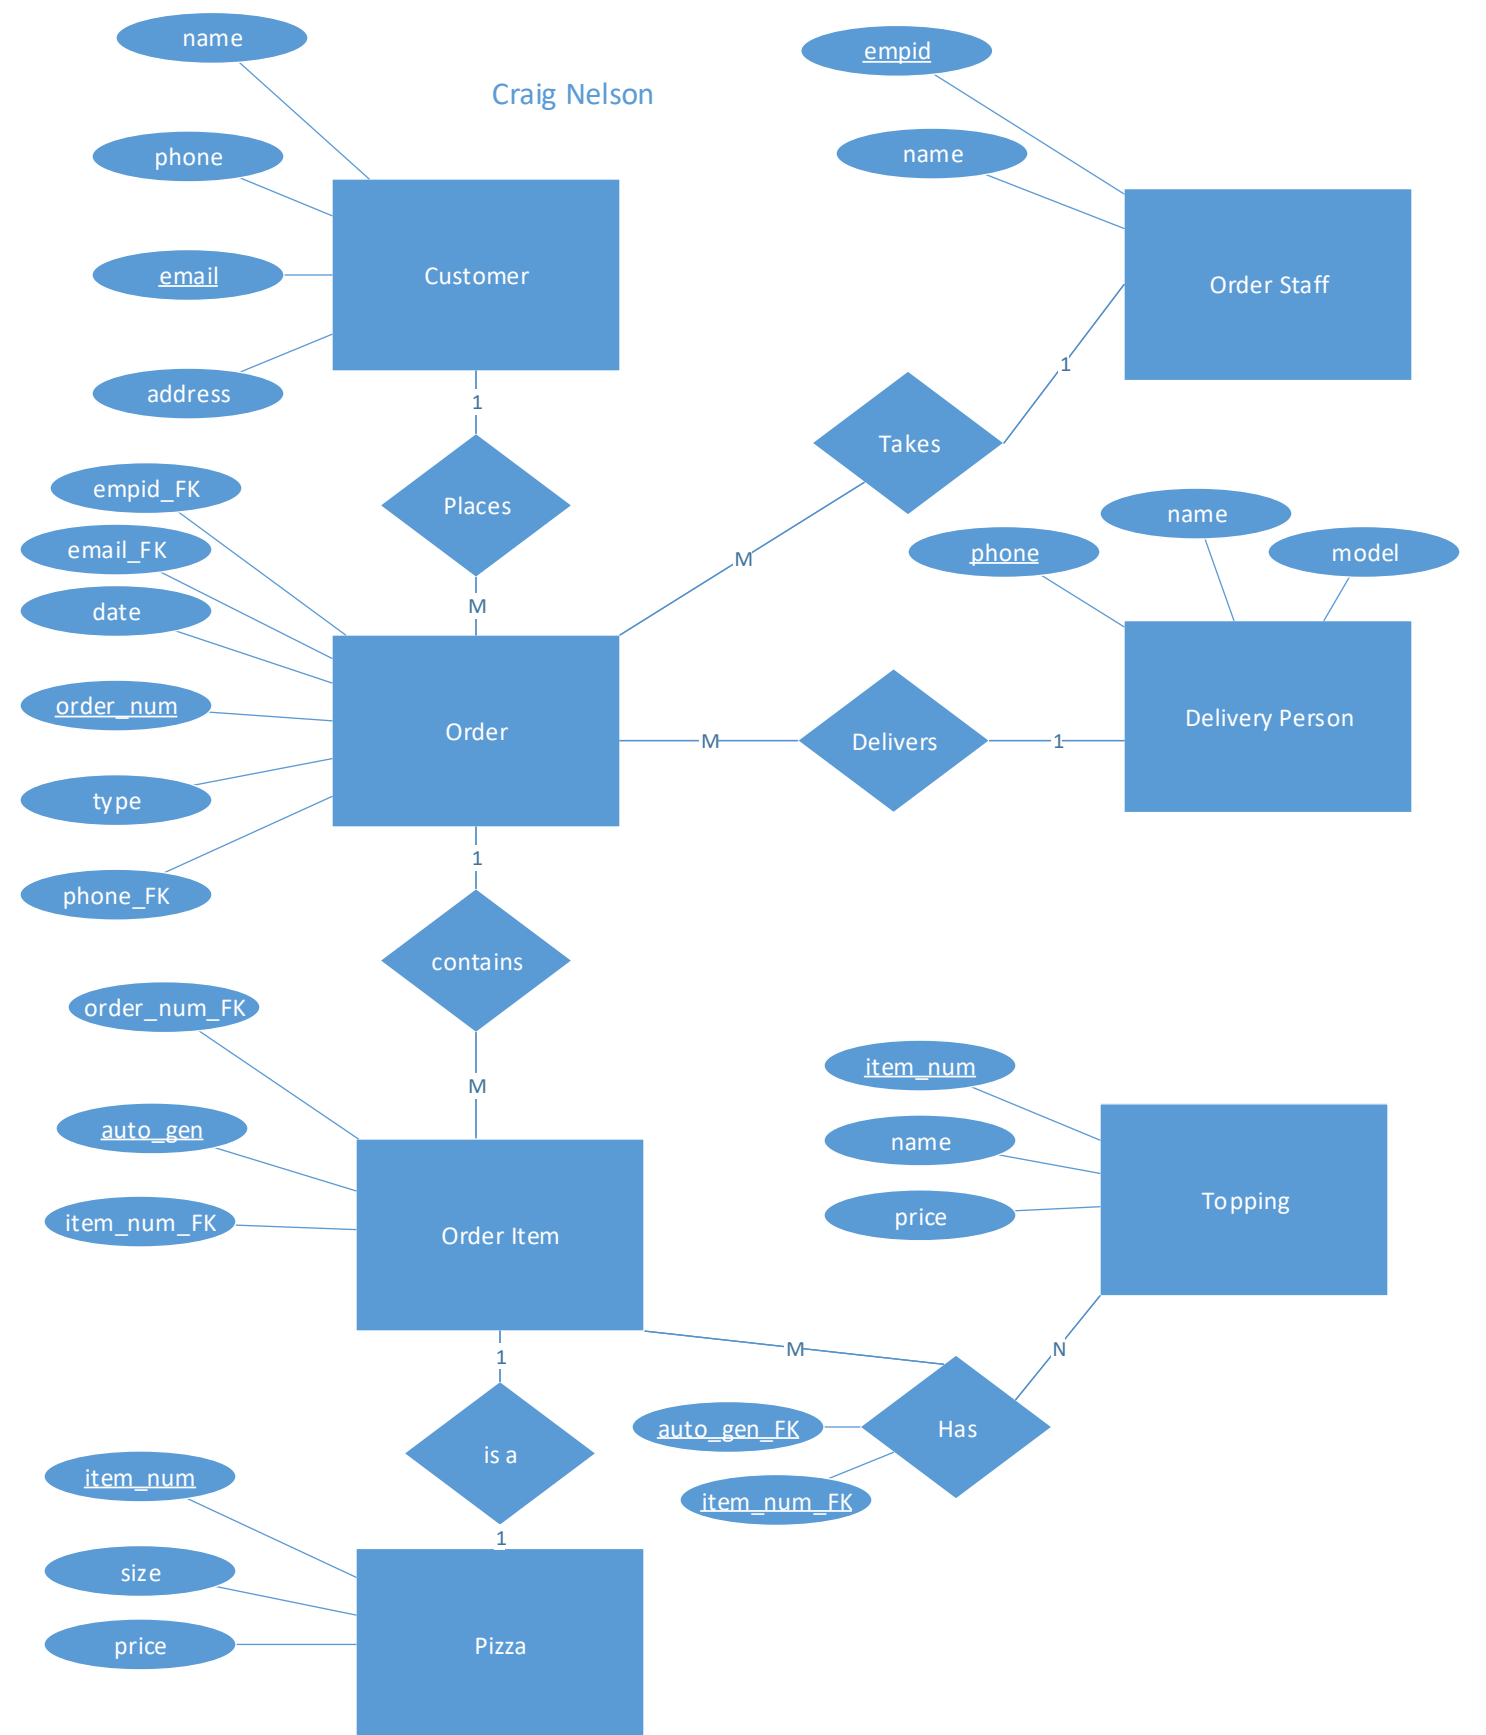 name
empid
Craig Nelson
phone
name
email
Customer
Order Staff
address
1
1
Takes
empid_FK
Places
name
email_FK
phone
model
M
date
M
order_num
Order
Delivery Person
M
Delivers
1
type
1
phone_FK
contains
order_num_FK
item_num
M
auto_gen
name
Topping
item_num_FK
price
Order Item
M
N
1
auto_gen_FK
Has
is a
item_num
item_num_FK
1
size
price
Pizza